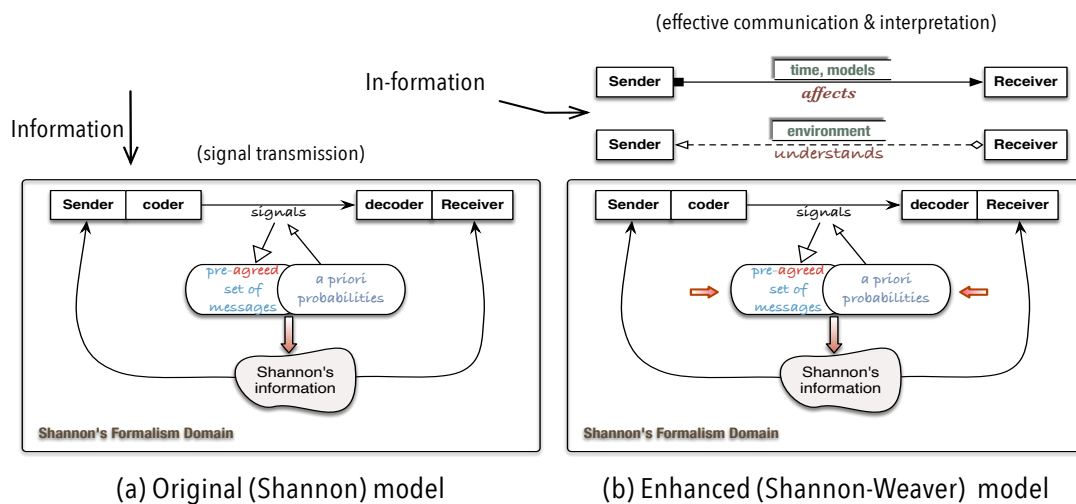 (effective communication & interpretation)
Sender
time, models
affects
Receiver
In-formation
Information
(signal transmission)
Sender
environment
understands
Receiver
Sender
coder
signals
decoder
Receiver
pre-agreed
set of
messages
a priori
probabilities
Shannon's
information
Shannon's Formalism Domain
(a) Original (Shannon) model
Sender
coder
signals
decoder
Receiver
pre-agreed
set of
messages
a priori
probabilities
Shannon's
information
Shannon's Formalism Domain
(b) Enhanced (Shannon-Weaver) model